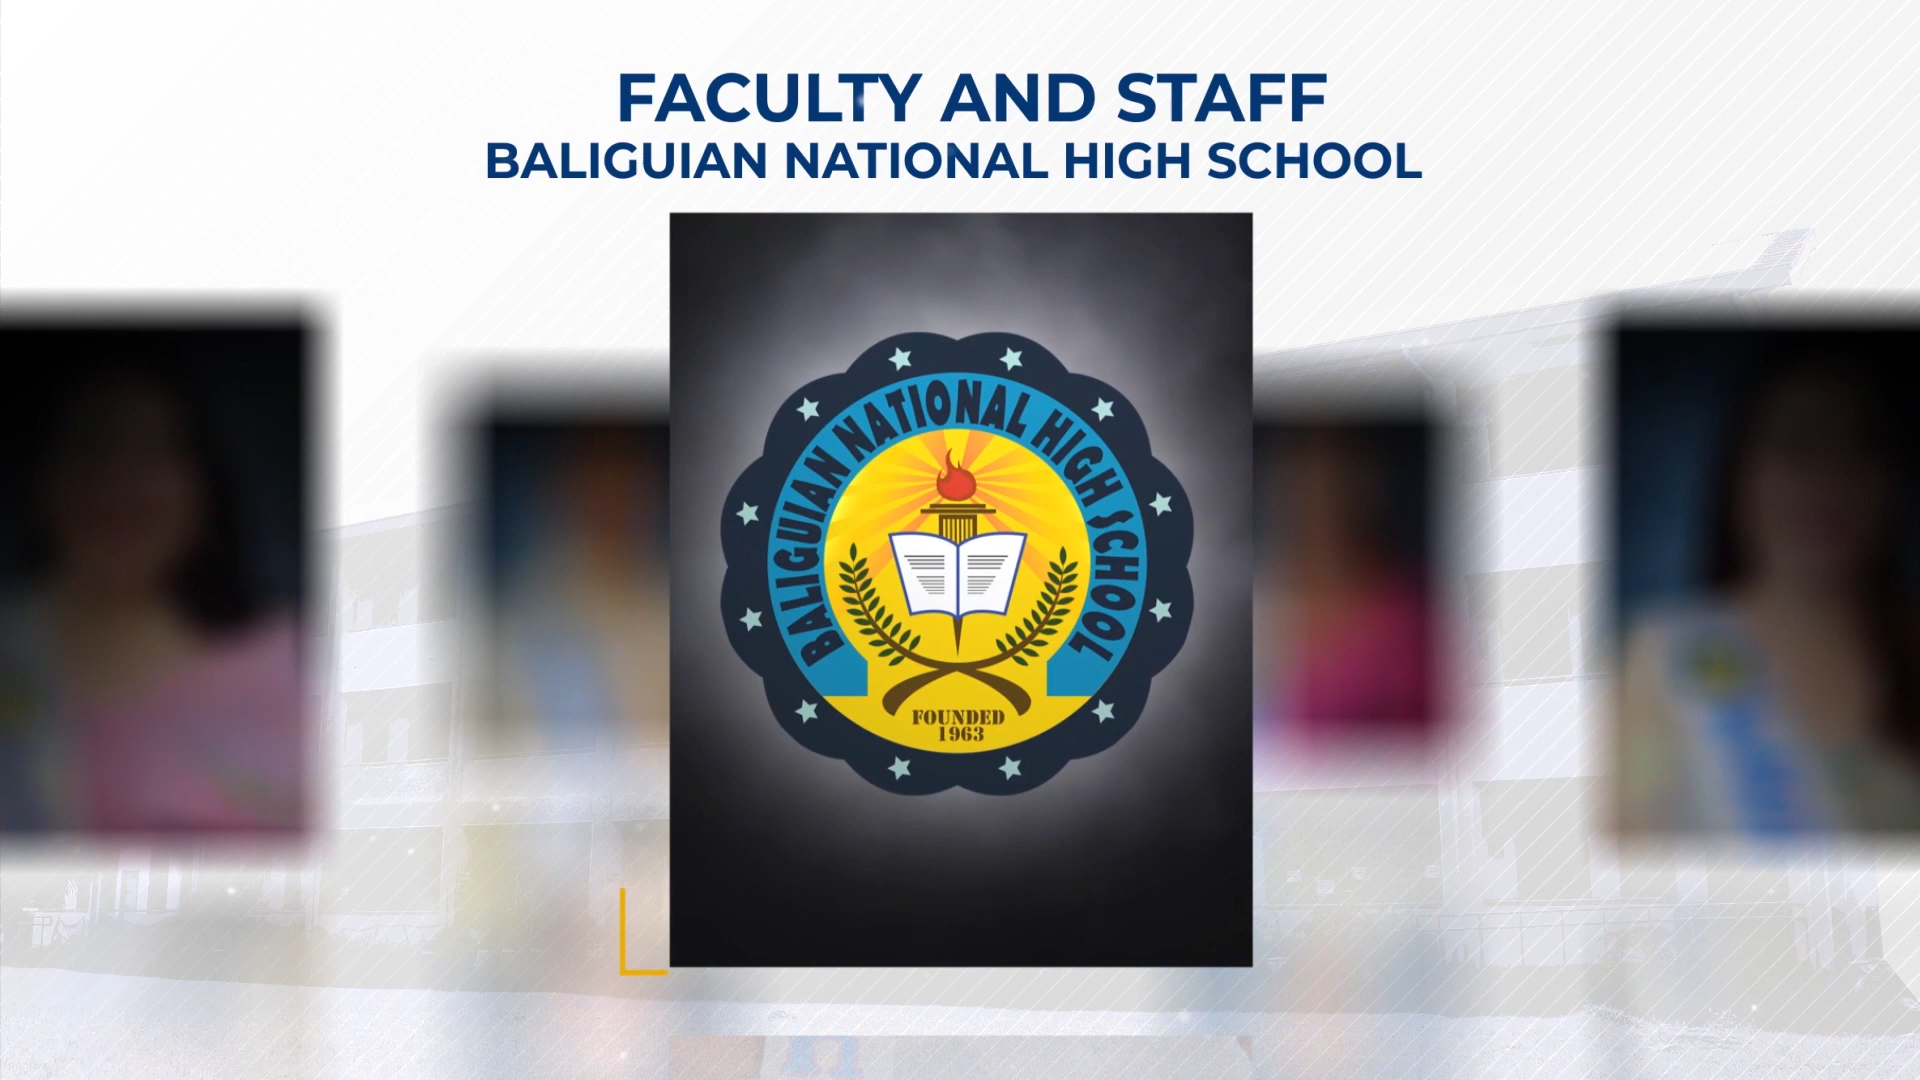 FACULTY AND STAFF
BALIGUIAN NATIONAL HIGH SCHOOL
BALIGUIAN NATIONAL HIGH SCHOOL
FOUNDED
1963